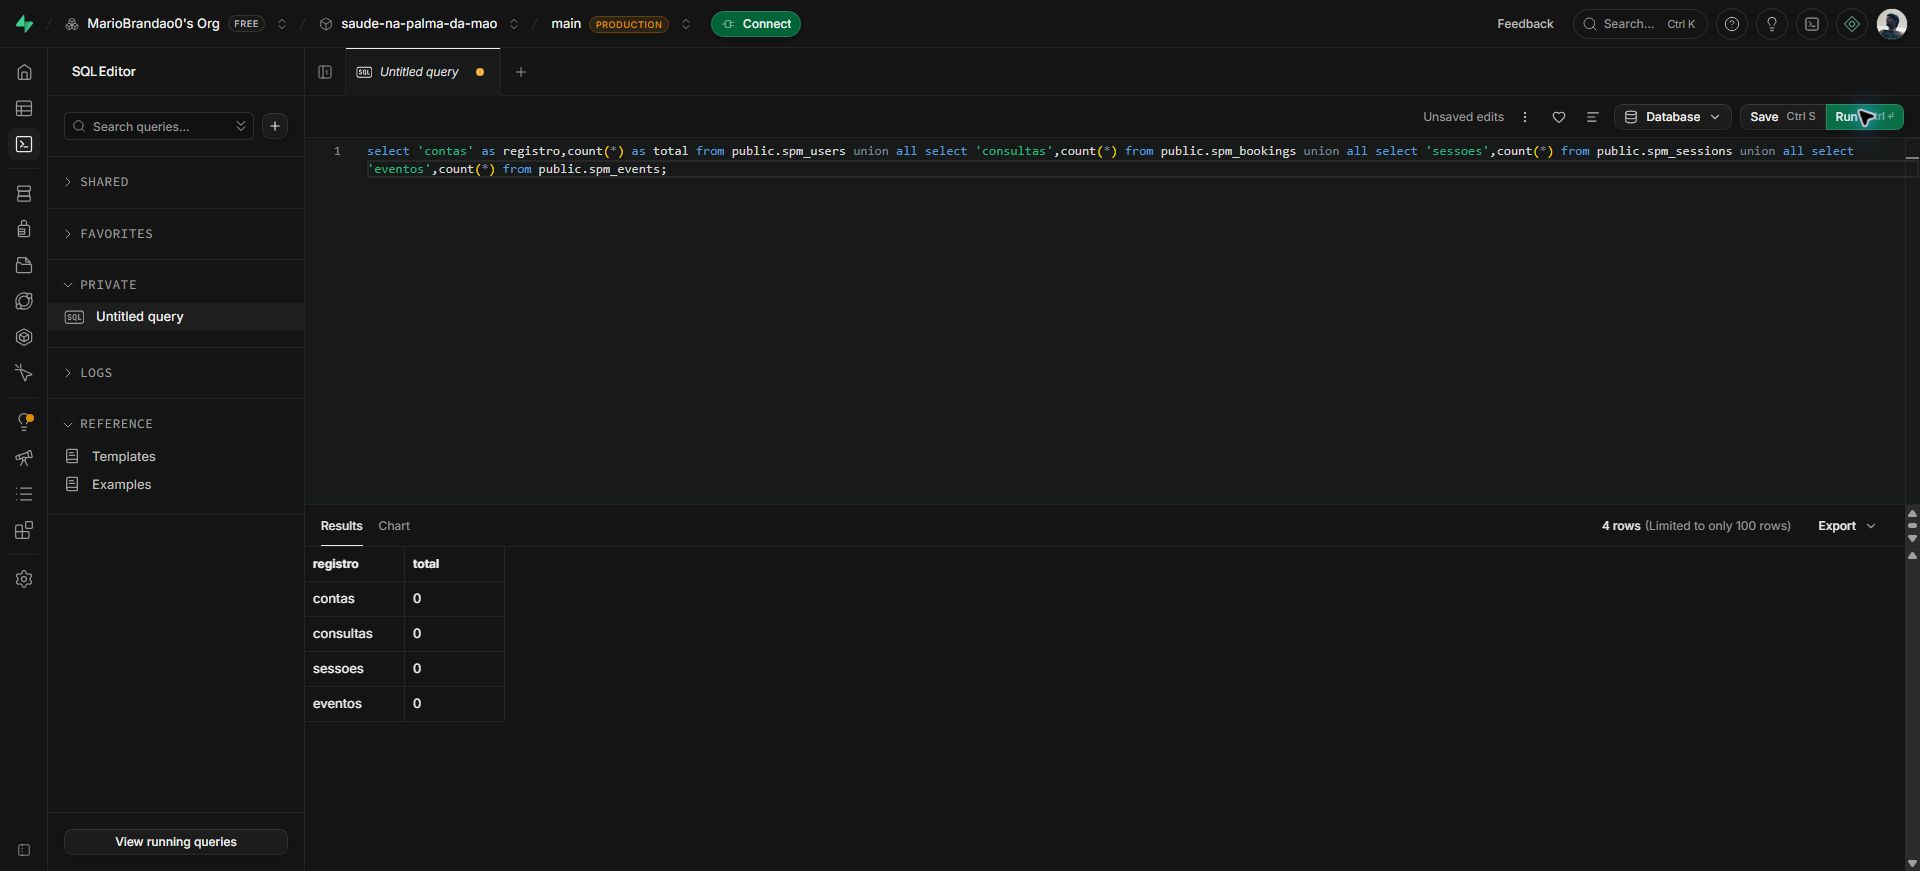 MarioBrandao0's Org FREE saude-na-palma-da-mao main PRODUCTION Connect Feedback Search... Ctrl K
SQL Editor
SQL Untitled query
Search queries...
Unsaved edits Database Save Ctrl S Run
1 select 'contas' as registro,count(*) as total from public.spm_users union all select 'consultas',count(*) from public.spm_bookings union all select 'sessoes',count(*) from public.spm_sessions union all select
'eventos',count(*) from public.spm_events;
SHARED
FAVORITES
PRIVATE
SQL Untitled query
LOGS
REFERENCE
Templates
Examples
View running queries
Results Chart 4 rows (Limited to only 100 rows) Export
registro total
contas 0
consultas 0
sessoes 0
eventos 0